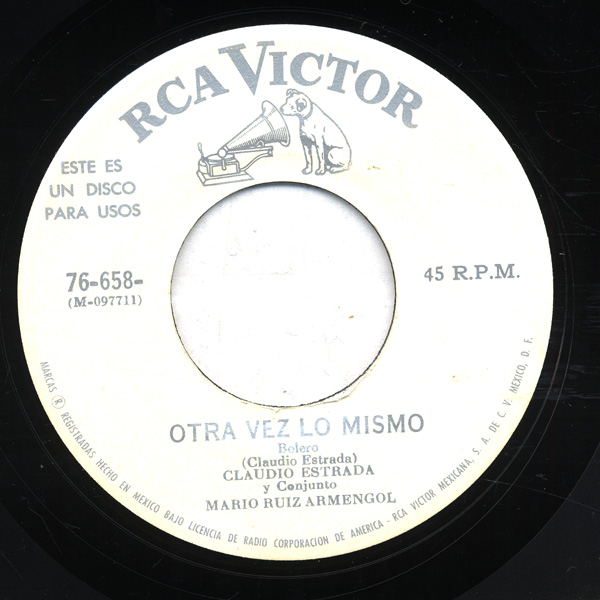 RCA VICTOR
ESTE ES
UN DISCO
PARA USOS
76-658-
(M-097711)
45 R.P.M.
OTRA VEZ LO MISMO
Bolero
(Claudio Estrada)
CLAUDIO ESTRADA
y Conjunto
MARIO RUIZ ARMENGOL
MARCAS ® REGISTRADAS HECHO EN MEXICO BAJO LICENCIA DE RADIO CORPORACION DE AMERICA - RCA VICTOR MEXICANA, S. A. DE C. V. MEXICO, D. F.